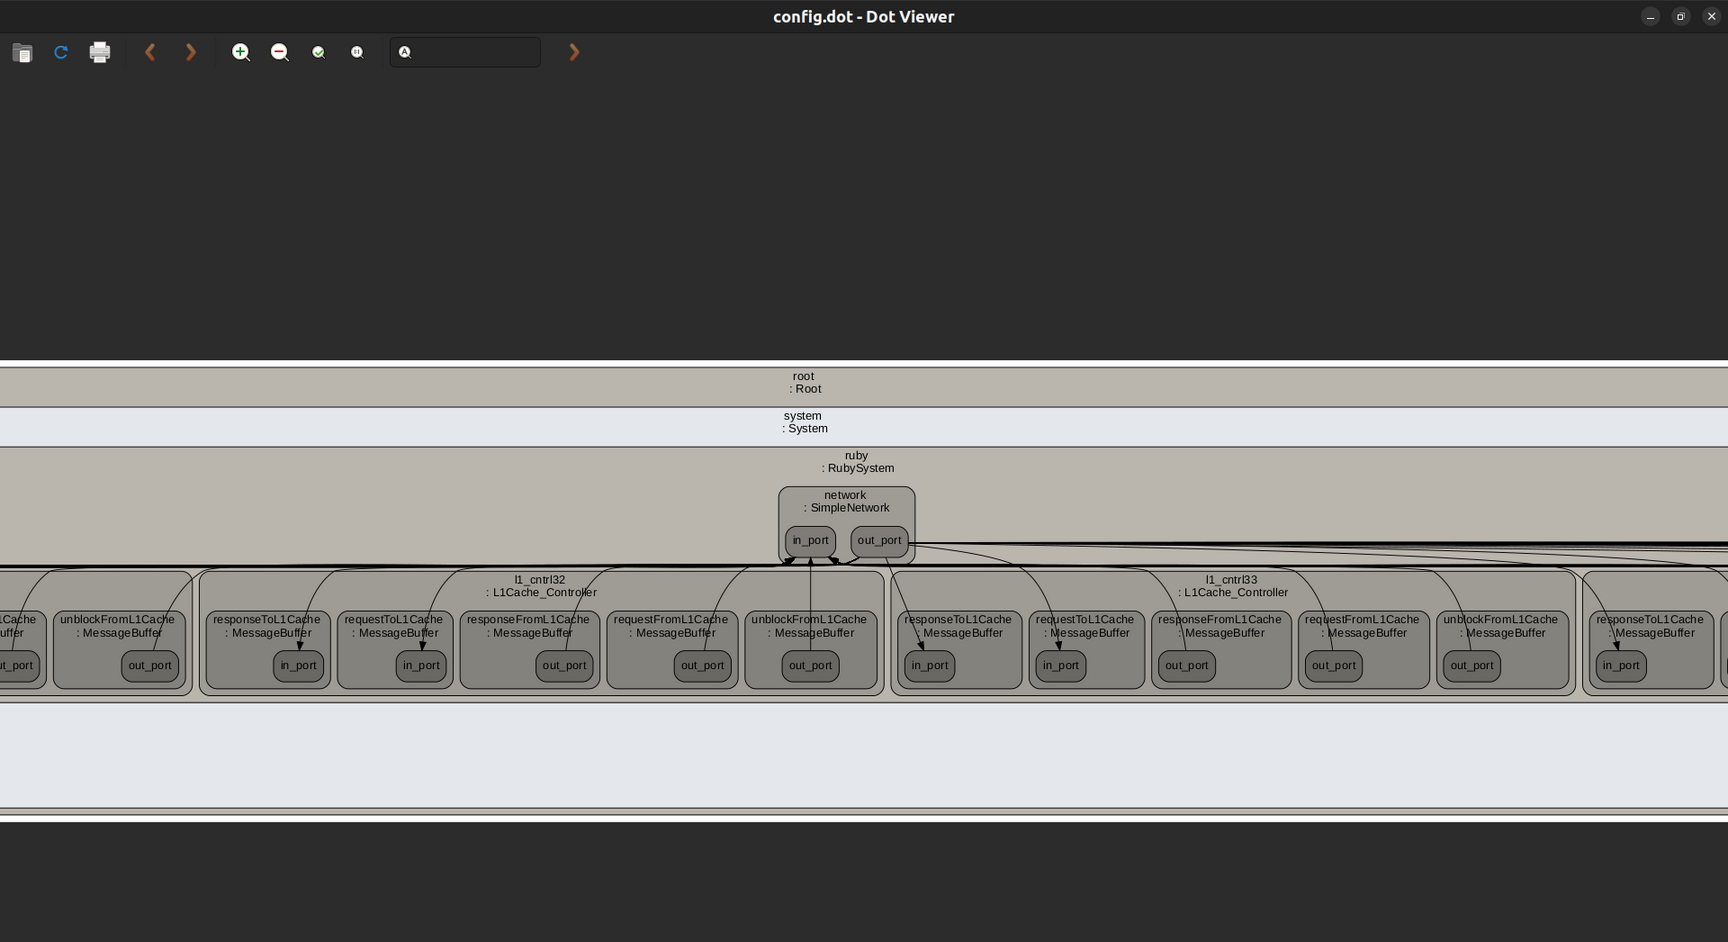 config.dot - Dot Viewer
root
: Root
system
: System
ruby
: RubySystem
network
: SimpleNetwork
in_port
out_port
l1_cntrl32
: L1Cache_Controller
l1_cntrl33
: L1Cache_Controller
unblockFromL1Cache
: MessageBuffer
out_port
responseToL1Cache
: MessageBuffer
in_port
requestToL1Cache
: MessageBuffer
in_port
responseFromL1Cache
: MessageBuffer
out_port
requestFromL1Cache
: MessageBuffer
out_port
unblockFromL1Cache
: MessageBuffer
out_port
responseToL1Cache
: MessageBuffer
in_port
requestToL1Cache
: MessageBuffer
in_port
responseFromL1Cache
: MessageBuffer
out_port
requestFromL1Cache
: MessageBuffer
out_port
unblockFromL1Cache
: MessageBuffer
out_port
responseToL1Cache
: MessageBuffer
in_port